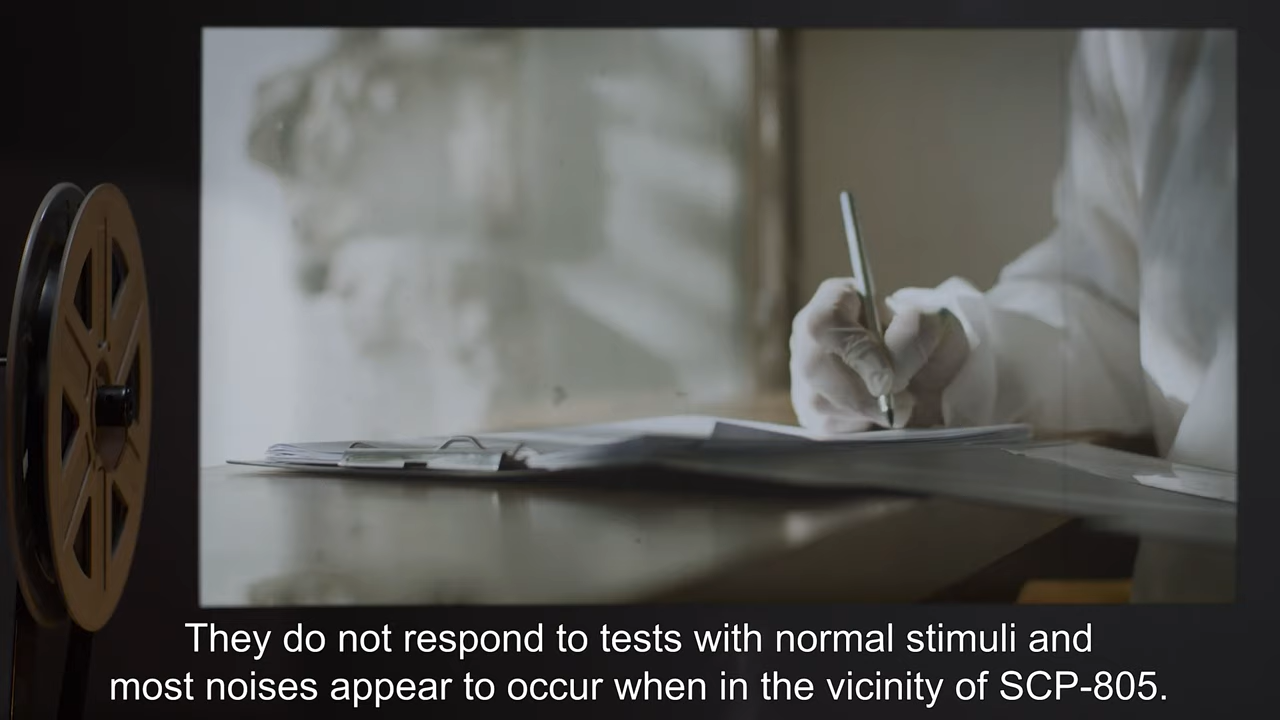 They do not respond to tests with normal stimuli and
most noises appear to occur when in the vicinity of SCP-805.